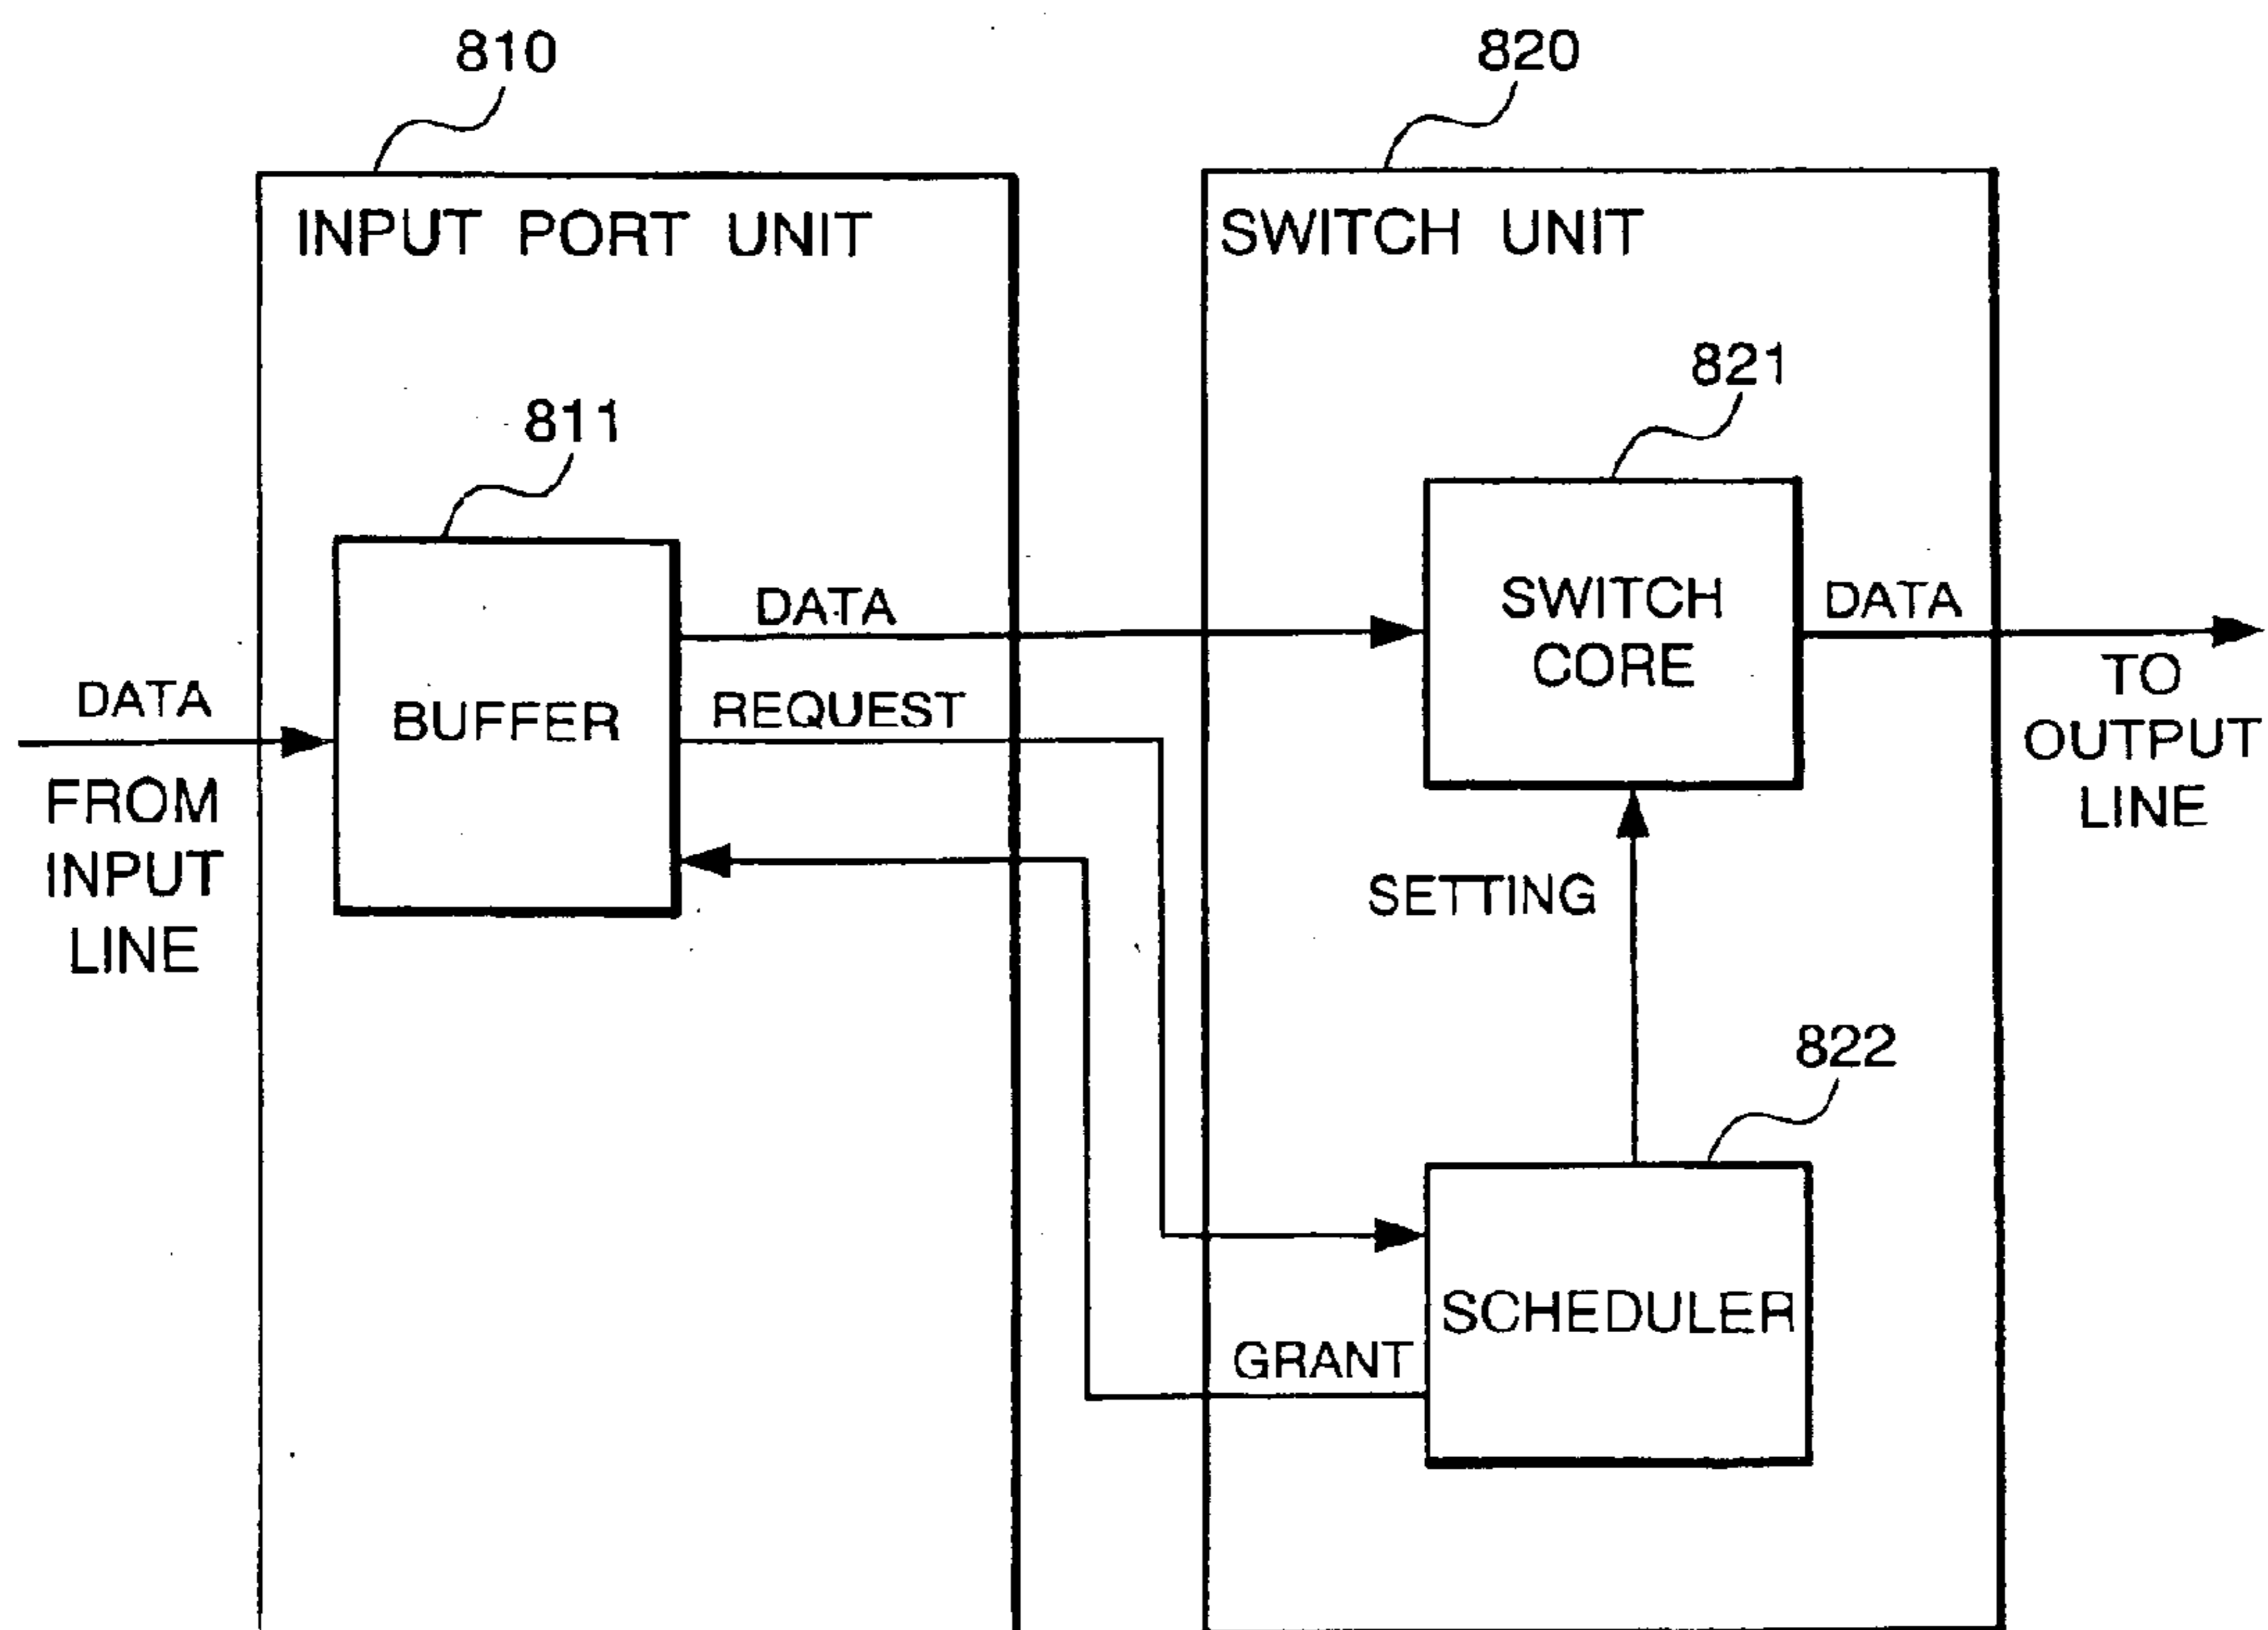 810
820
INPUT PORT UNIT
SWITCH UNIT
821
811
DATA
SWITCH
CORE
DATA
TO
OUTPUT
LINE
DATA
FROM
INPUT
LINE
BUFFER
REQUEST
SETTING
822
SCHEDULER
GRANT